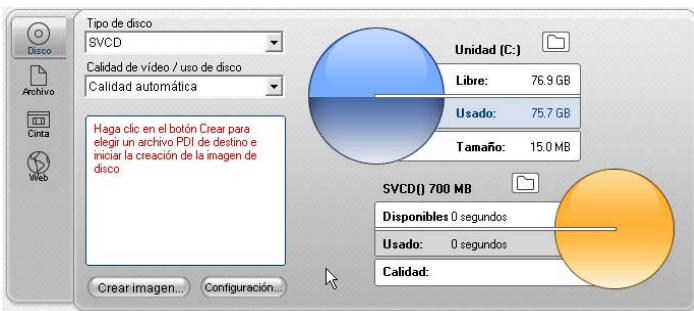 Disco
Archivo
Cinta
Web
Tipo de disco
SVCD
Calidad de vídeo / uso de disco
Calidad automática
Haga clic en el botón Crear para
elegir un archivo PDI de destino e
iniciar la creación de la imagen de
disco
Crear imagen...
Configuración...
Unidad (C:)
Libre: 76.9 GB
Usado: 75.7 GB
Tamaño: 15.0 MB
SVCD() 700 MB
Disponibles 0 segundos
Usado: 0 segundos
Calidad: